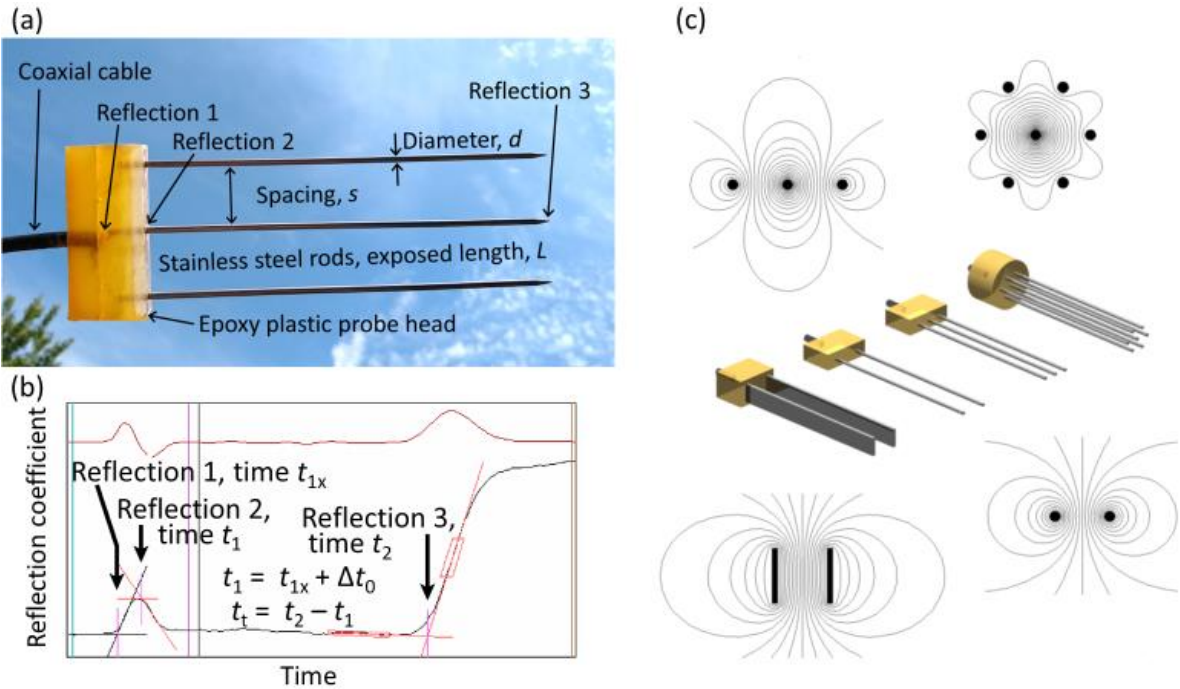 (a)
Coaxial cable
Reflection 1
Reflection 2
Reflection 3
Diameter, d
Spacing, s
Stainless steel rods, exposed length, L
Epoxy plastic probe head
(b)
Reflection coefficient
Reflection 1, time t1x
Reflection 2,
time t1
Reflection 3,
time t2
t1 = t1x + Δt0
tt = t2 − t1
Time
(c)